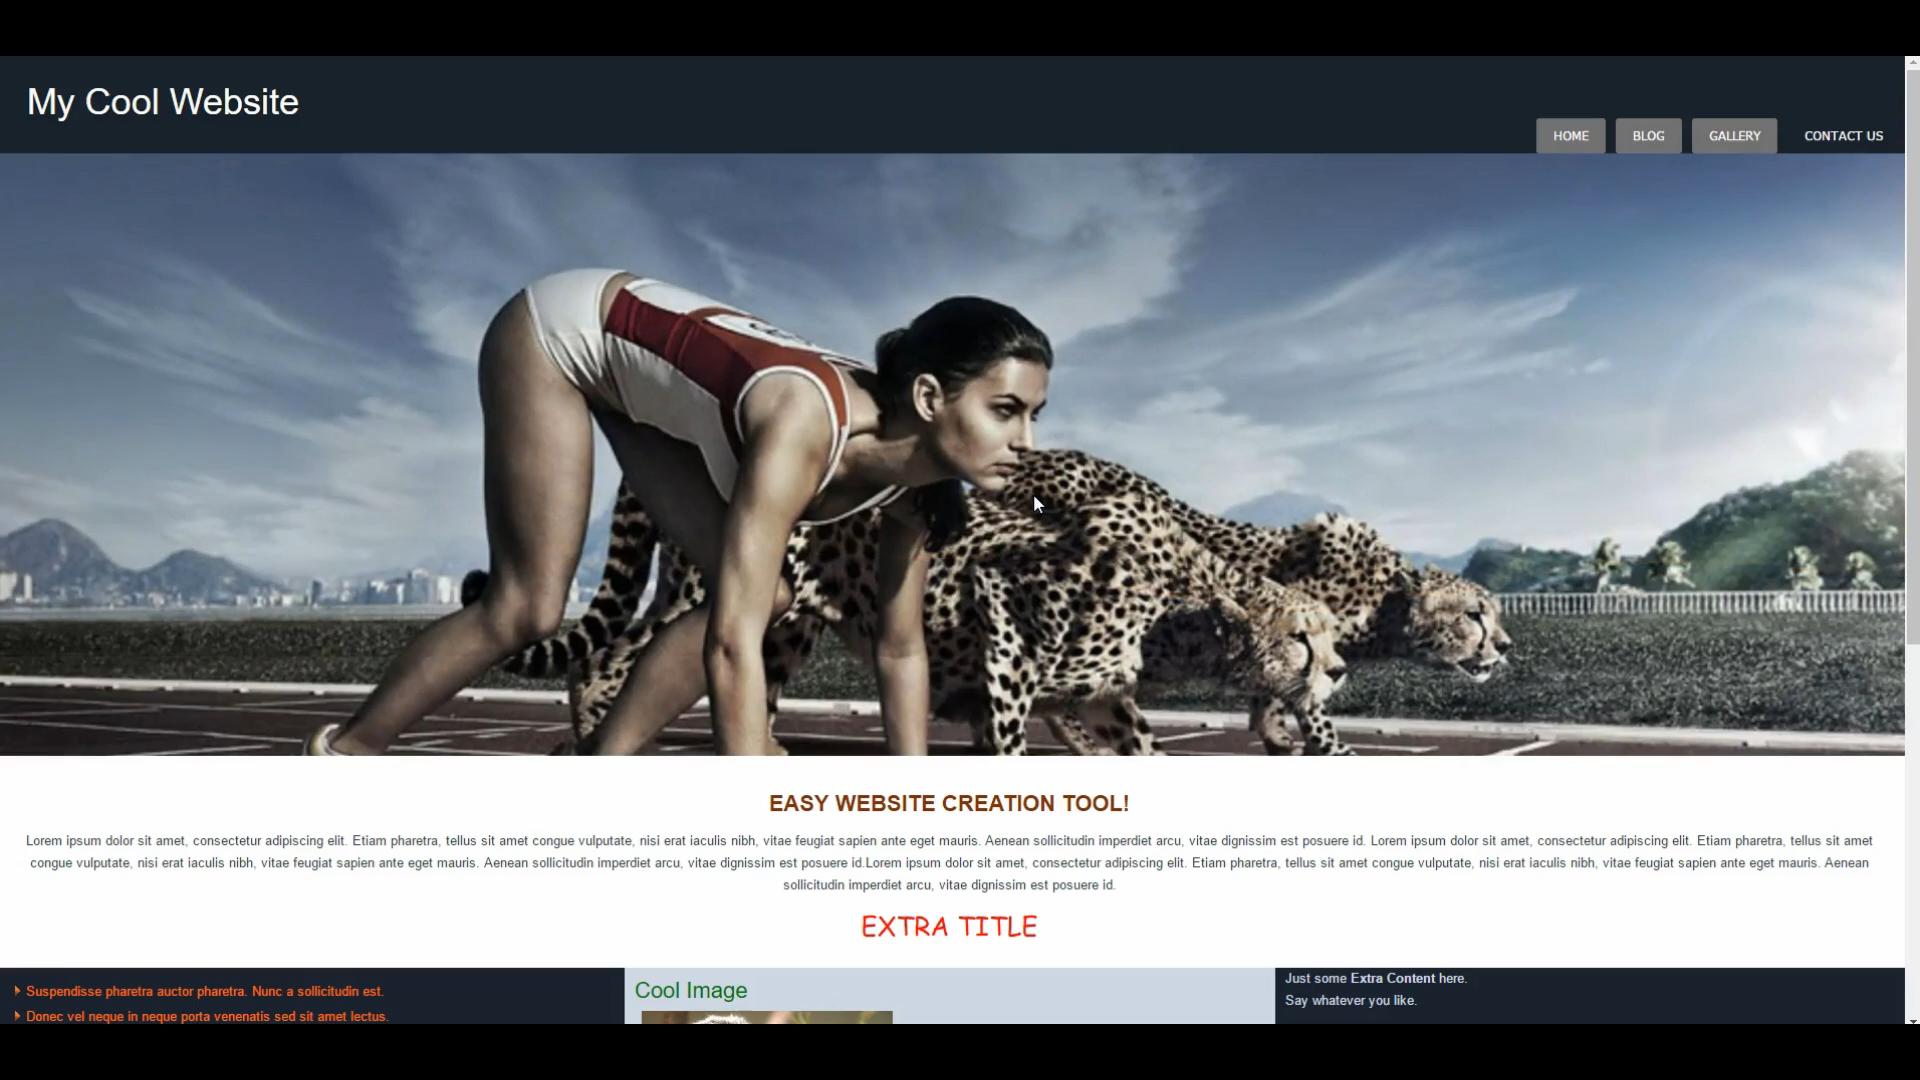 My Cool Website
HOME BLOG GALLERY CONTACT US
EASY WEBSITE CREATION TOOL!
Lorem ipsum dolor sit amet, consectetur adipiscing elit. Etiam pharetra, tellus sit amet congue vulputate, nisi erat iaculis nibh, vitae feugiat sapien ante eget mauris. Aenean sollicitudin imperdiet arcu, vitae dignissim est posuere id. Lorem ipsum dolor sit amet, consectetur adipiscing elit. Etiam pharetra, tellus sit amet
congue vulputate, nisi erat iaculis nibh, vitae feugiat sapien ante eget mauris. Aenean sollicitudin imperdiet arcu, vitae dignissim est posuere id.Lorem ipsum dolor sit amet, consectetur adipiscing elit. Etiam pharetra, tellus sit amet congue vulputate, nisi erat iaculis nibh, vitae feugiat sapien ante eget mauris. Aenean
sollicitudin imperdiet arcu, vitae dignissim est posuere id.
EXTRA TITLE
Suspendisse pharetra auctor pharetra. Nunc a sollicitudin est.
Donec vel neque in neque porta venenatis sed sit amet lectus.
Cool Image
Just some Extra Content here.
Say whatever you like.